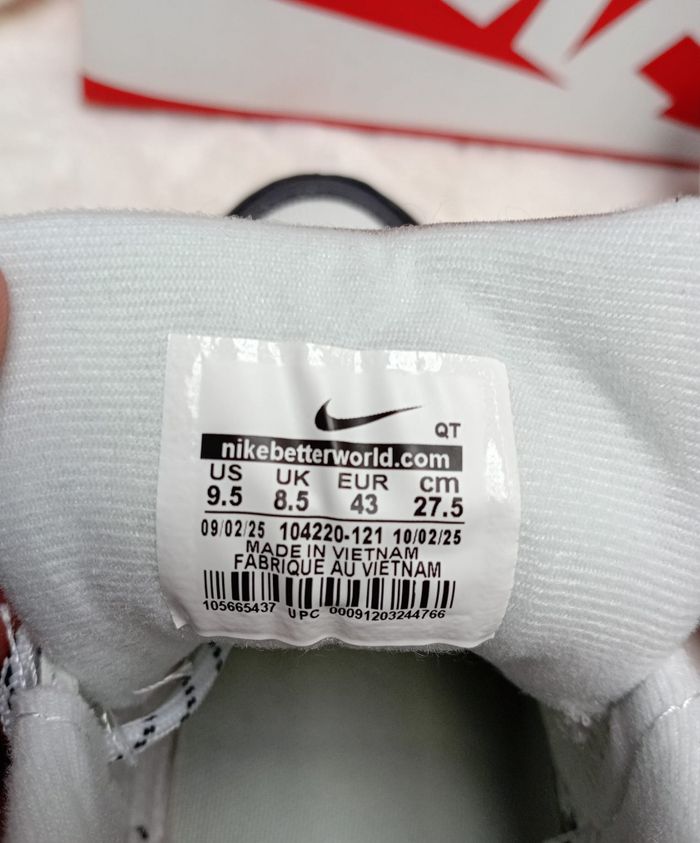 QT
nikebetterworld.com
US UK EUR cm
9.5 8.5 43 27.5
09/02/25 104220-121 10/02/25
MADE IN VIETNAM
FABRIQUE AU VIETNAM
105665437 UPC 00091203244766